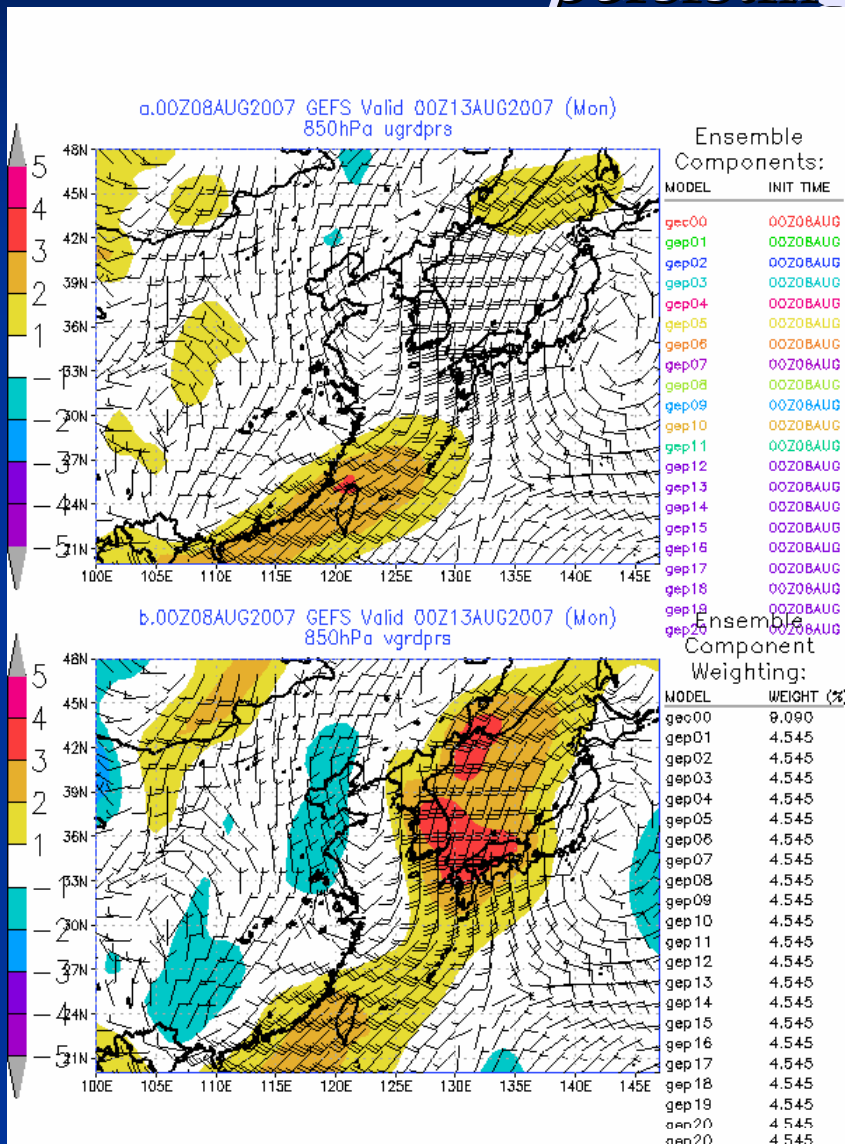 a.00Z08AUG2007 GEFS Valid 00Z13AUG2007 (Mon)
850hPa ugrdprs
5
4
3
2
1
-1
-2
-3
-4
-5
48N
45N
42N
39N
36N
33N
30N
27N
24N
21N
100E 105E 110E 115E 120E 125E 130E 135E 140E 145E
Ensemble
Components:
MODEL INIT TIME
gec00 00Z08AUG
gep01 00Z08AUG
gep02 00Z08AUG
gep03 00Z08AUG
gep04 00Z08AUG
gep05 00Z08AUG
gep06 00Z08AUG
gep07 00Z08AUG
gep08 00Z08AUG
gep09 00Z08AUG
gep10 00Z08AUG
gep11 00Z08AUG
gep12 00Z08AUG
gep13 00Z08AUG
gep14 00Z08AUG
gep15 00Z08AUG
gep16 00Z08AUG
gep17 00Z08AUG
gep18 00Z08AUG
gep19 00Z08AUG
gep20 00Z08AUG
b.00Z08AUG2007 GEFS Valid 00Z13AUG2007 (Mon)
850hPa vgrdprs
5
4
3
2
1
-1
-2
-3
-4
-5
48N
45N
42N
39N
36N
33N
30N
27N
24N
21N
100E 105E 110E 115E 120E 125E 130E 135E 140E 145E
Ensemble
Component
Weighting:
MODEL WEIGHT (%)
gec00 9.090
gep01 4.545
gep02 4.545
gep03 4.545
gep04 4.545
gep05 4.545
gep06 4.545
gep07 4.545
gep08 4.545
gep09 4.545
gep10 4.545
gep11 4.545
gep12 4.545
gep13 4.545
gep14 4.545
gep15 4.545
gep16 4.545
gep17 4.545
gep18 4.545
gep19 4.545
gep20 4.545
gep20 4.545